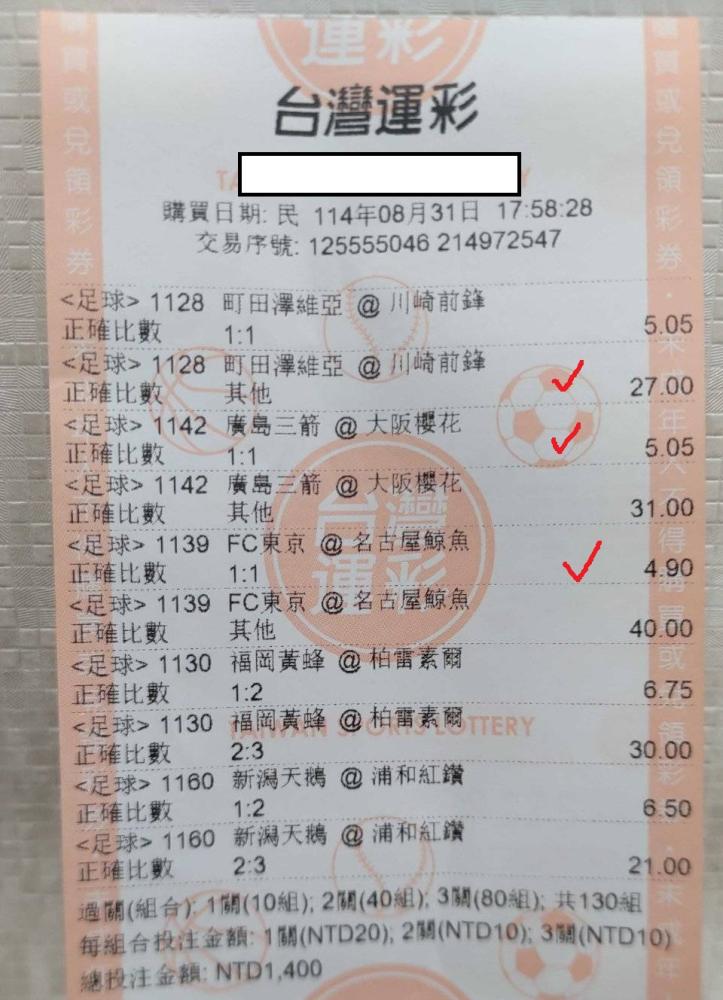 運彩
台灣運彩
購買日期: 民 114年08月31日 17:58:28
交易序號: 125555046 214972547
<足球> 1128 町田澤維亞 @ 川崎前鋒
正確比數 1:1 5.05
<足球> 1128 町田澤維亞 @ 川崎前鋒
正確比數 其他 27.00
<足球> 1142 廣島三箭 @ 大阪櫻花
正確比數 1:1 5.05
<足球> 1142 廣島三箭 @ 大阪櫻花
正確比數 其他 31.00
<足球> 1139 FC東京 @ 名古屋鯨魚
正確比數 1:1 4.90
<足球> 1139 FC東京 @ 名古屋鯨魚
正確比數 其他 40.00
<足球> 1130 福岡黃蜂 @ 柏雷素爾
正確比數 1:2 6.75
<足球> 1130 福岡黃蜂 @ 柏雷素爾
正確比數 2:3 30.00
<足球> 1160 新潟天鵝 @ 浦和紅鑽
正確比數 1:2 6.50
<足球> 1160 新潟天鵝 @ 浦和紅鑽
正確比數 2:3 21.00
過關(組合): 1關(10組); 2關(40組); 3關(80組); 共130組
每組合投注金額: 1關(NTD20); 2關(NTD10); 3關(NTD10)
總投注金額: NTD1,400
台灣運彩
TAIWAN SPORTS LOTTERY
購買或兌領彩券